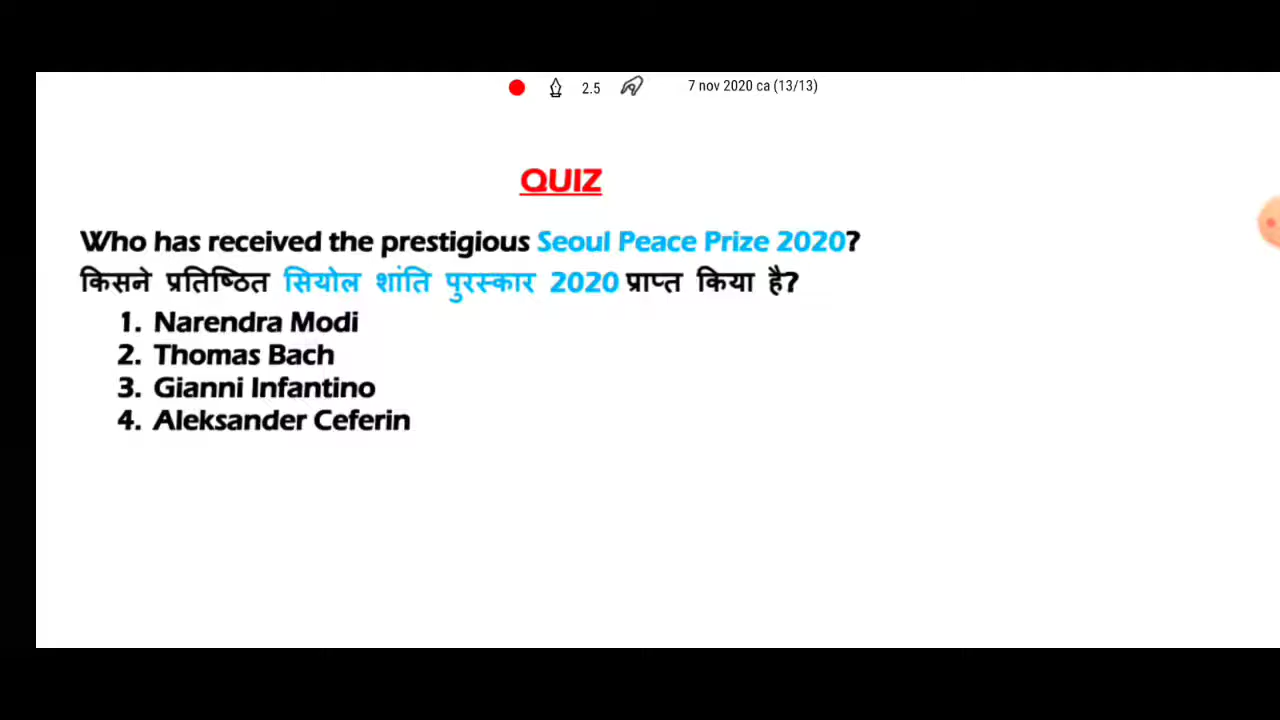 2.5 7 nov 2020 ca (13/13)
QUIZ
Who has received the prestigious Seoul Peace Prize 2020?
किसने प्रतिष्ठित सियोल शांति पुरस्कार 2020 प्राप्त किया है?
1. Narendra Modi
2. Thomas Bach
3. Gianni Infantino
4. Aleksander Ceferin